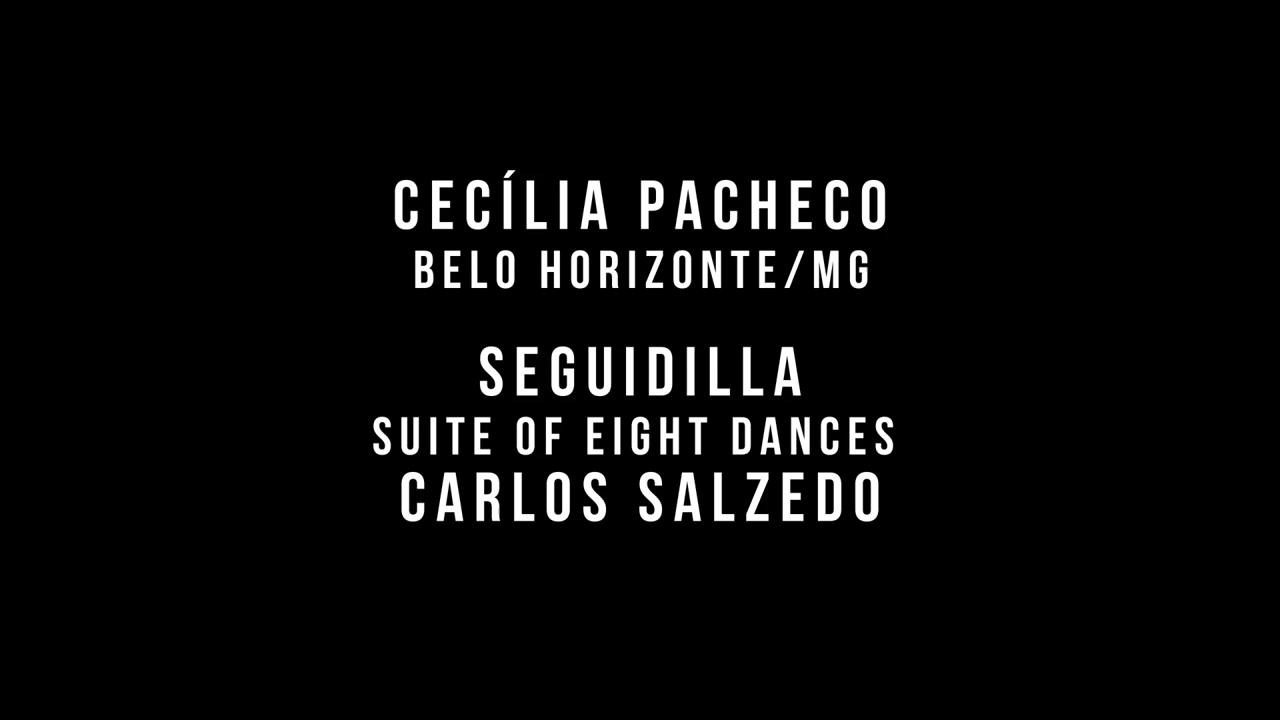 CECÍLIA PACHECO
BELO HORIZONTE/MG
SEGUIDILLA
SUITE OF EIGHT DANCES
CARLOS SALZEDO